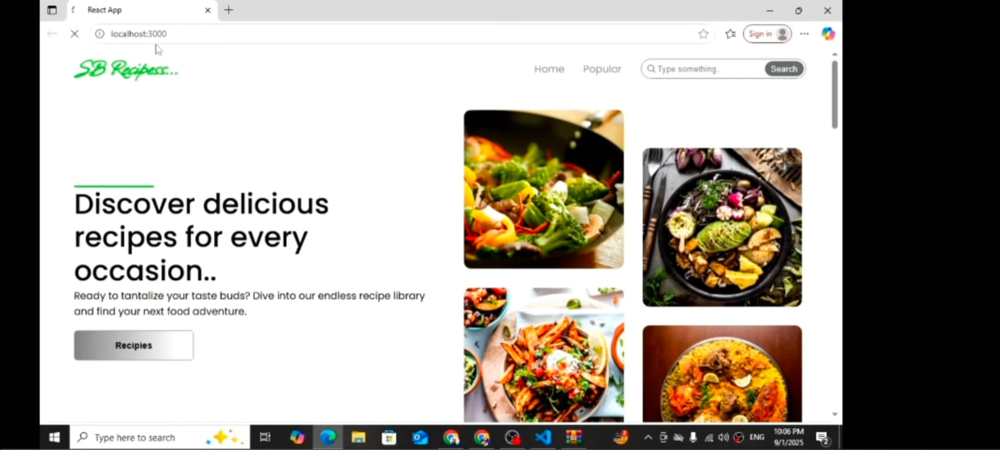 React App
localhost:3000
Sign in
SB Recipess...
Home
Popular
Type something..
Search
Discover delicious
recipes for every
occasion..
Ready to tantalize your taste buds? Dive into our endless recipe library
and find your next food adventure.
Recipies
Type here to search
2
ENG
10:06 PM
9/1/2025
2